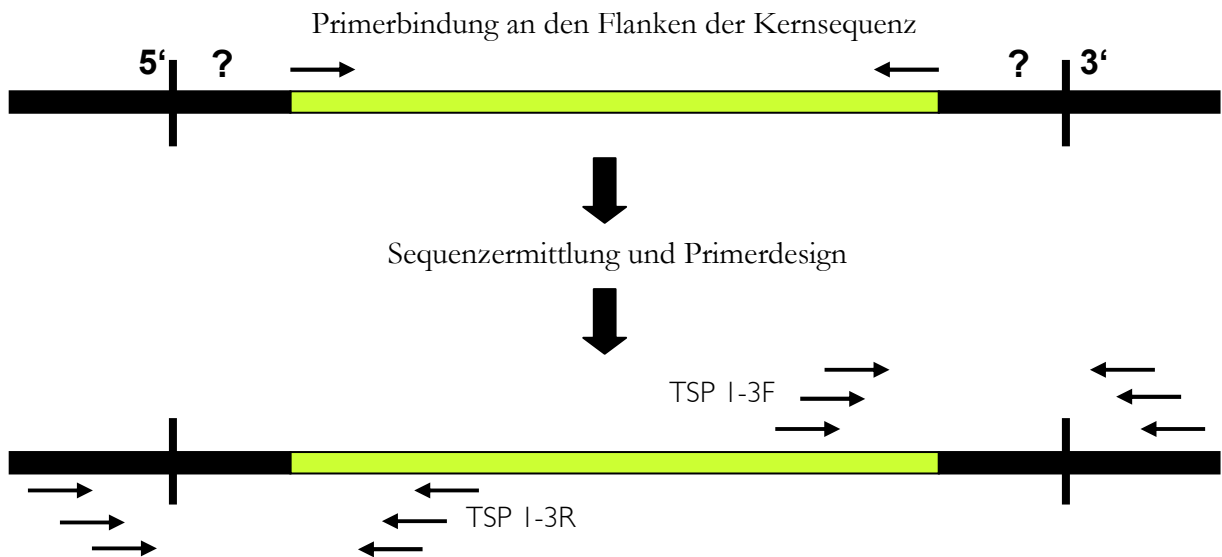 Primerbindung an den Flanken der Kernsequenz
5‘ ? ? 3‘
Sequenzermittlung und Primerdesign
TSP 1-3F
TSP 1-3R